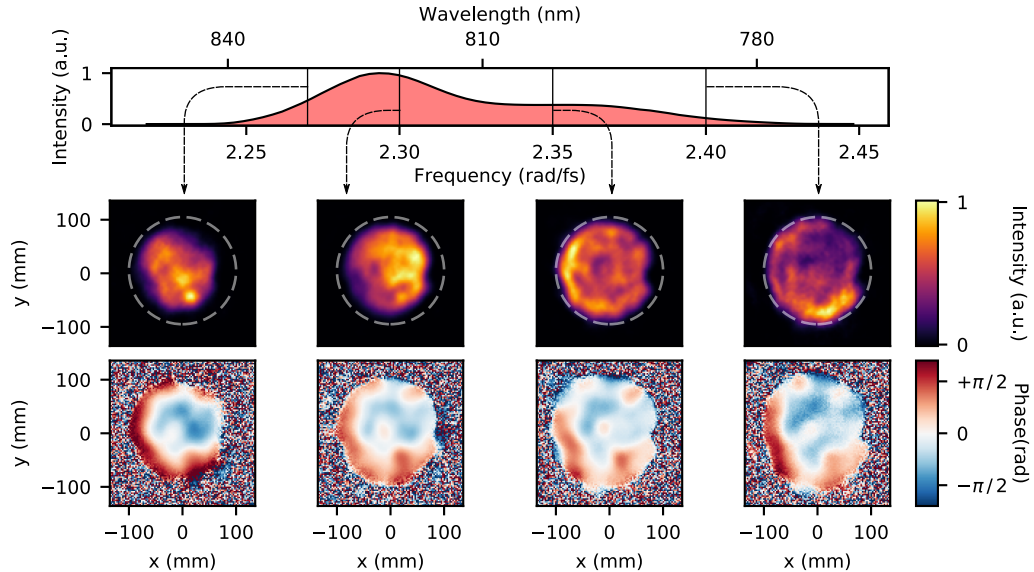 Wavelength (nm)
840 810 780
Intensity (a.u.)
1
0
2.25 2.30 2.35 2.40 2.45
Frequency (rad/fs)
y (mm)
100
0
−100
1
0
Intensity (a.u.)
y (mm)
100
0
−100
+π/2
0
−π/2
Phase(rad)
−100 0 100 −100 0 100 −100 0 100 −100 0 100
x (mm) x (mm) x (mm) x (mm)